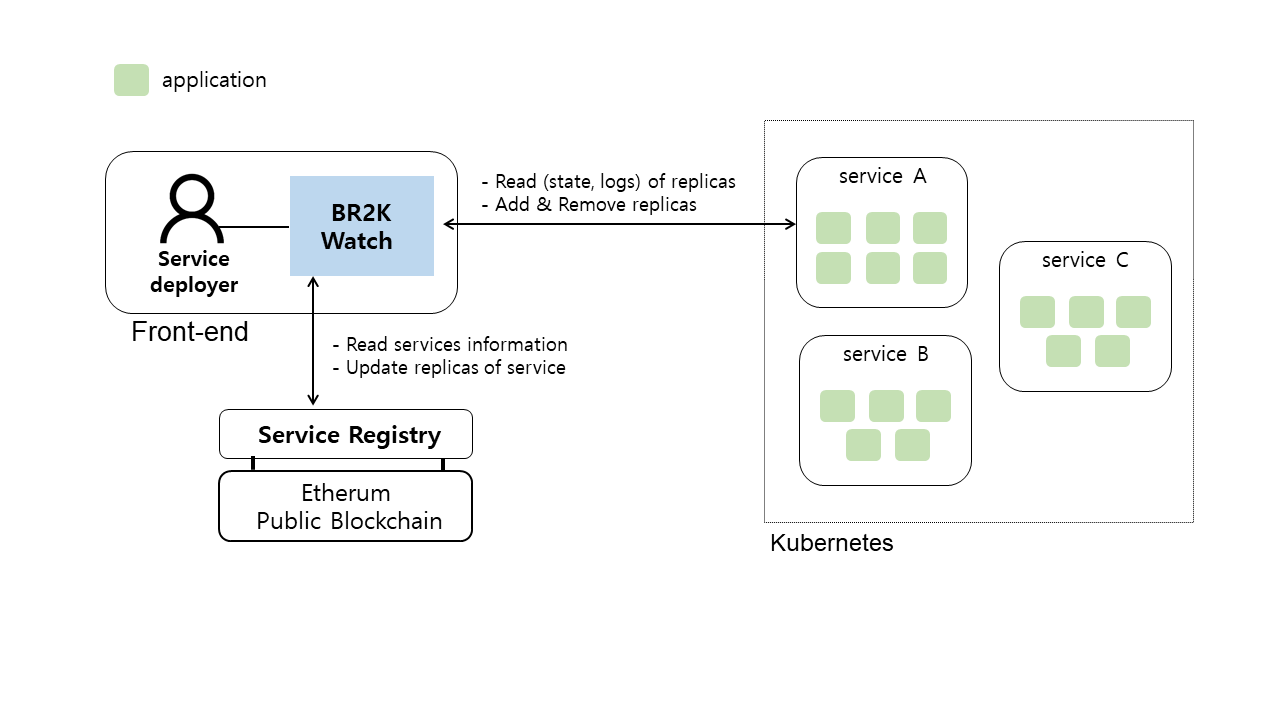 application
Service
deployer
BR2K
Watch
Front-end
- Read (state, logs) of replicas
- Add & Remove replicas
- Read services information
- Update replicas of service
Service Registry
Etherum
Public Blockchain
service A
service B
service C
Kubernetes